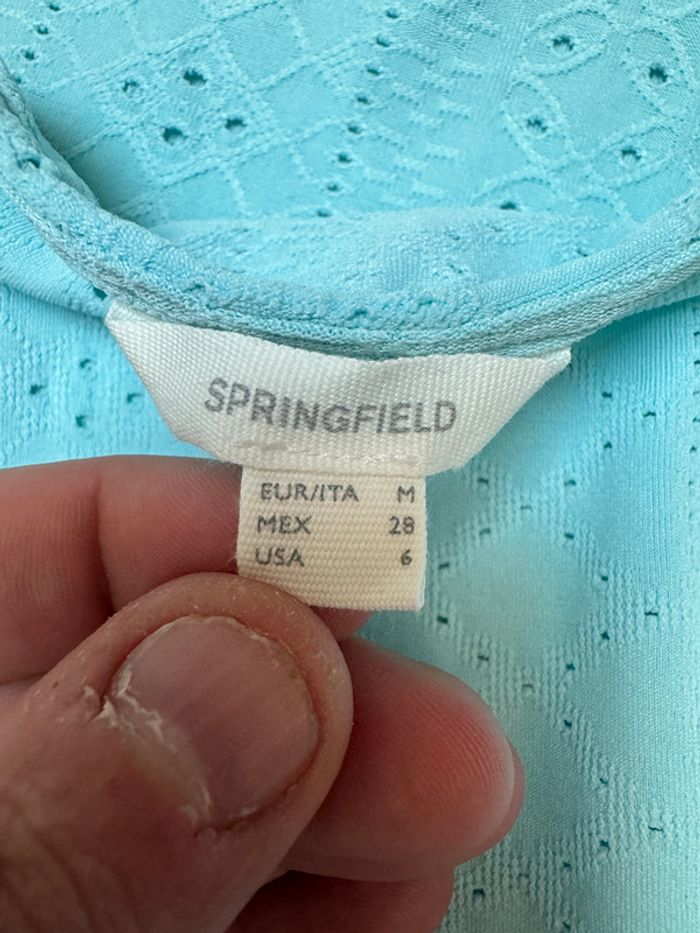 SPRINGFIELD
EUR/ITA M
MEX 28
USA 6